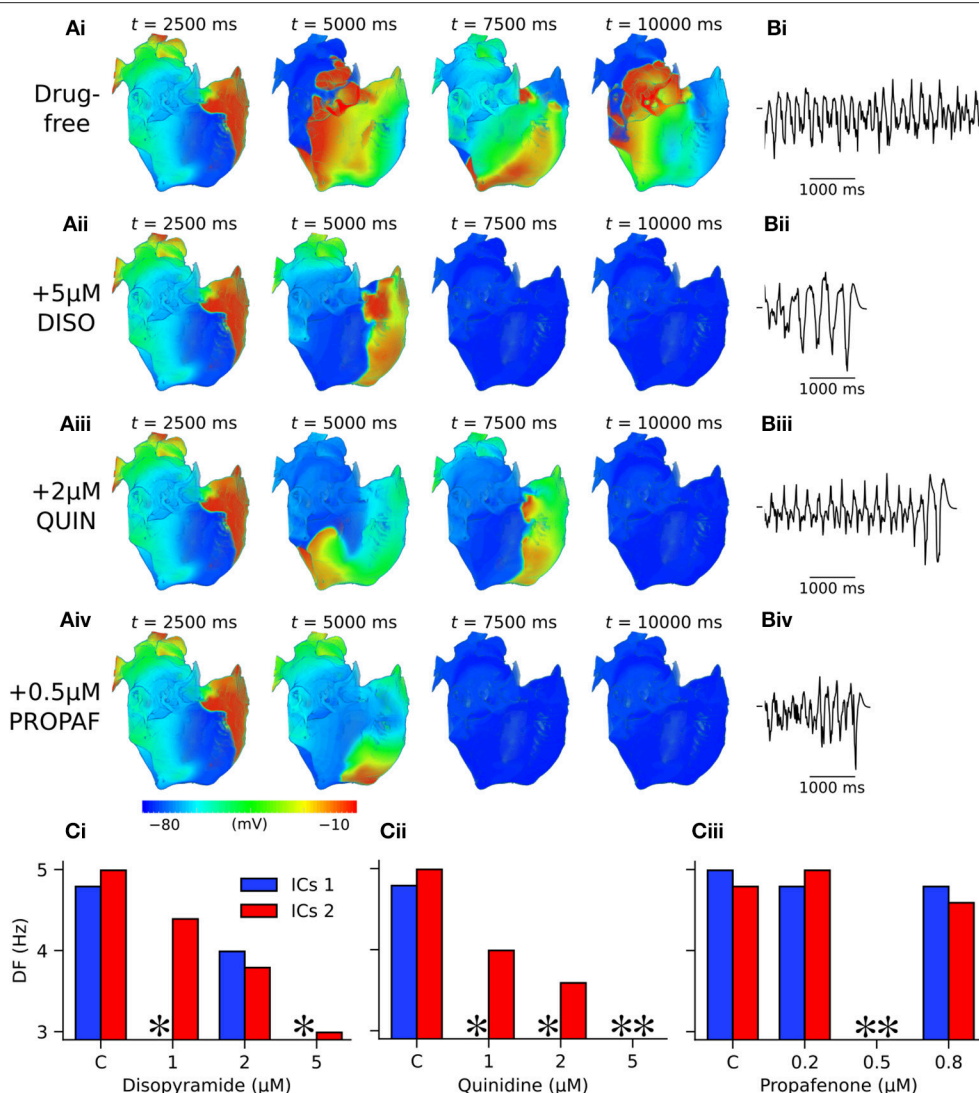 Ai
t = 2500 ms t = 5000 ms t = 7500 ms t = 10000 ms
Bi
Drug-
free
1000 ms
Aii
t = 2500 ms t = 5000 ms t = 7500 ms t = 10000 ms
Bii
+5μM
DISO
1000 ms
Aiii
t = 2500 ms t = 5000 ms t = 7500 ms t = 10000 ms
Biii
+2μM
QUIN
1000 ms
Aiv
t = 2500 ms t = 5000 ms t = 7500 ms t = 10000 ms
Biv
+0.5μM
PROPAF
1000 ms
−80 (mV) −10
Ci
Cii
Ciii
5
4
3
DF (Hz)
ICs 1
ICs 2
* *
* * **
**
C 1 2 5
Disopyramide (μM)
C 1 2 5
Quinidine (μM)
C 0.2 0.5 0.8
Propafenone (μM)